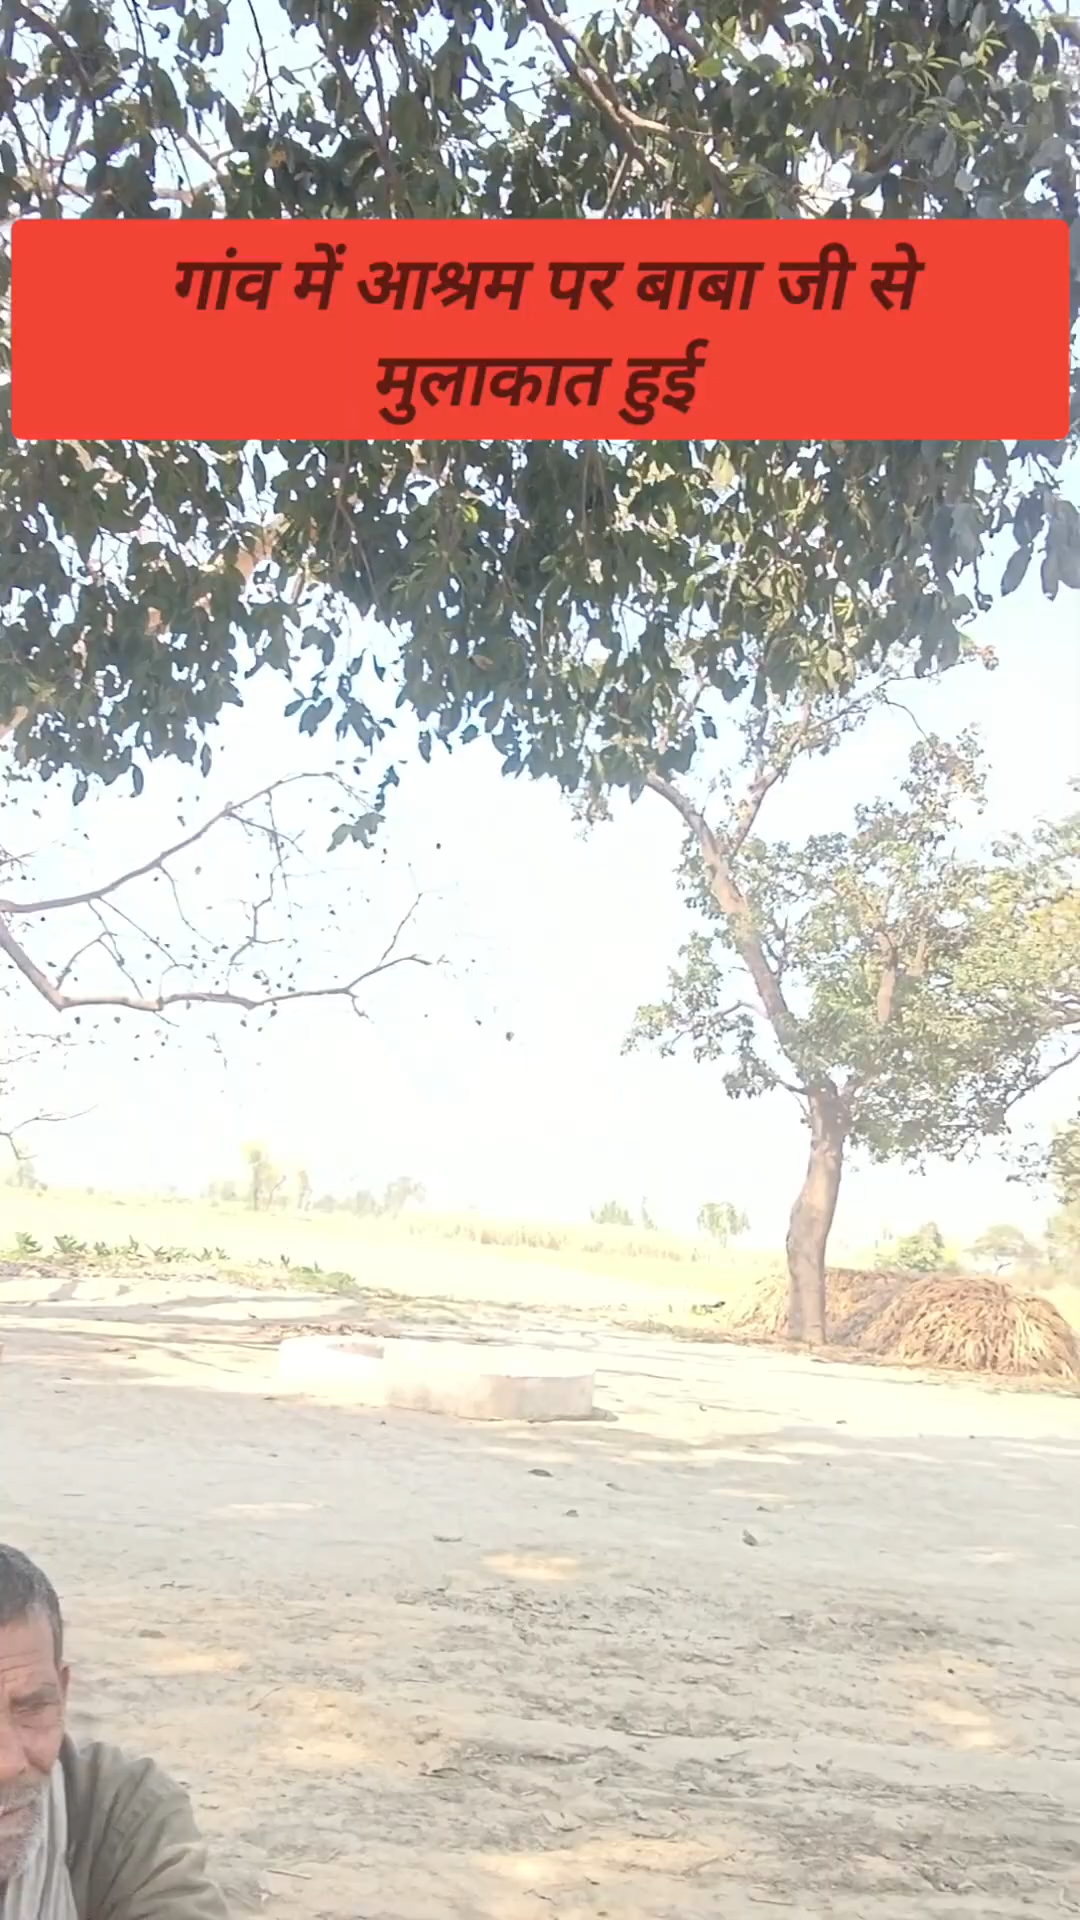 गांव में आश्रम पर बाबा जी से
मुलाकात हुई